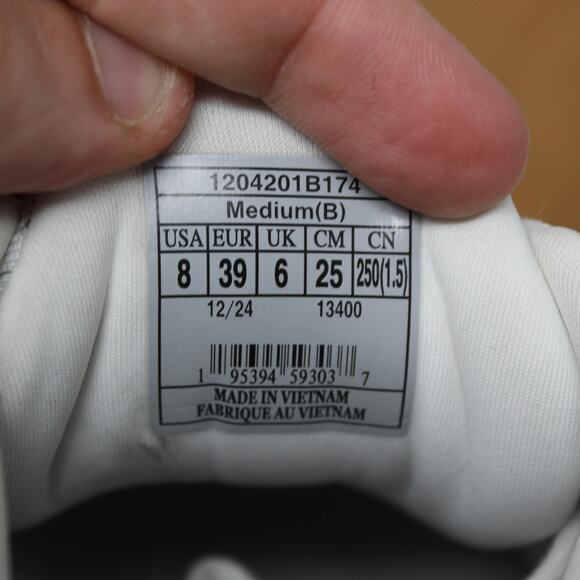 1204201B174
Medium(B)
USA EUR UK CM CN
8 39 6 25 250(1.5)
12/24 13400
1 95394 59303 7
MADE IN VIETNAM
FABRIQUE AU VIETNAM